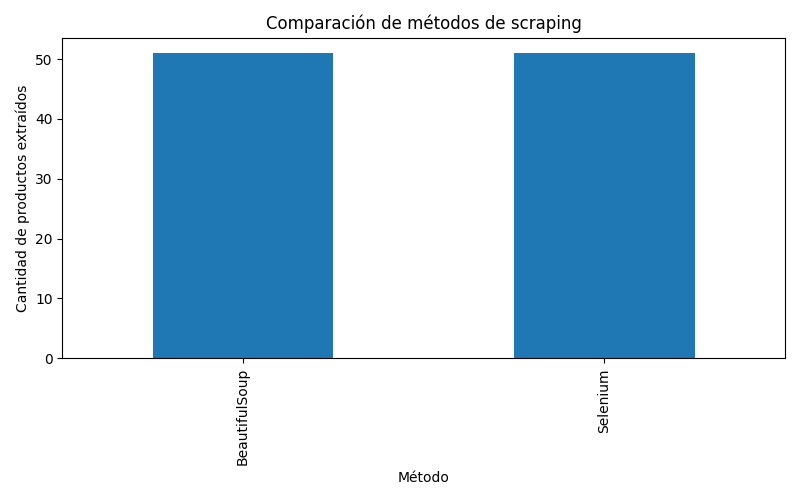 Comparación de métodos de scraping
Cantidad de productos extraídos
50
40
30
20
10
0
BeautifulSoup
Selenium
Método